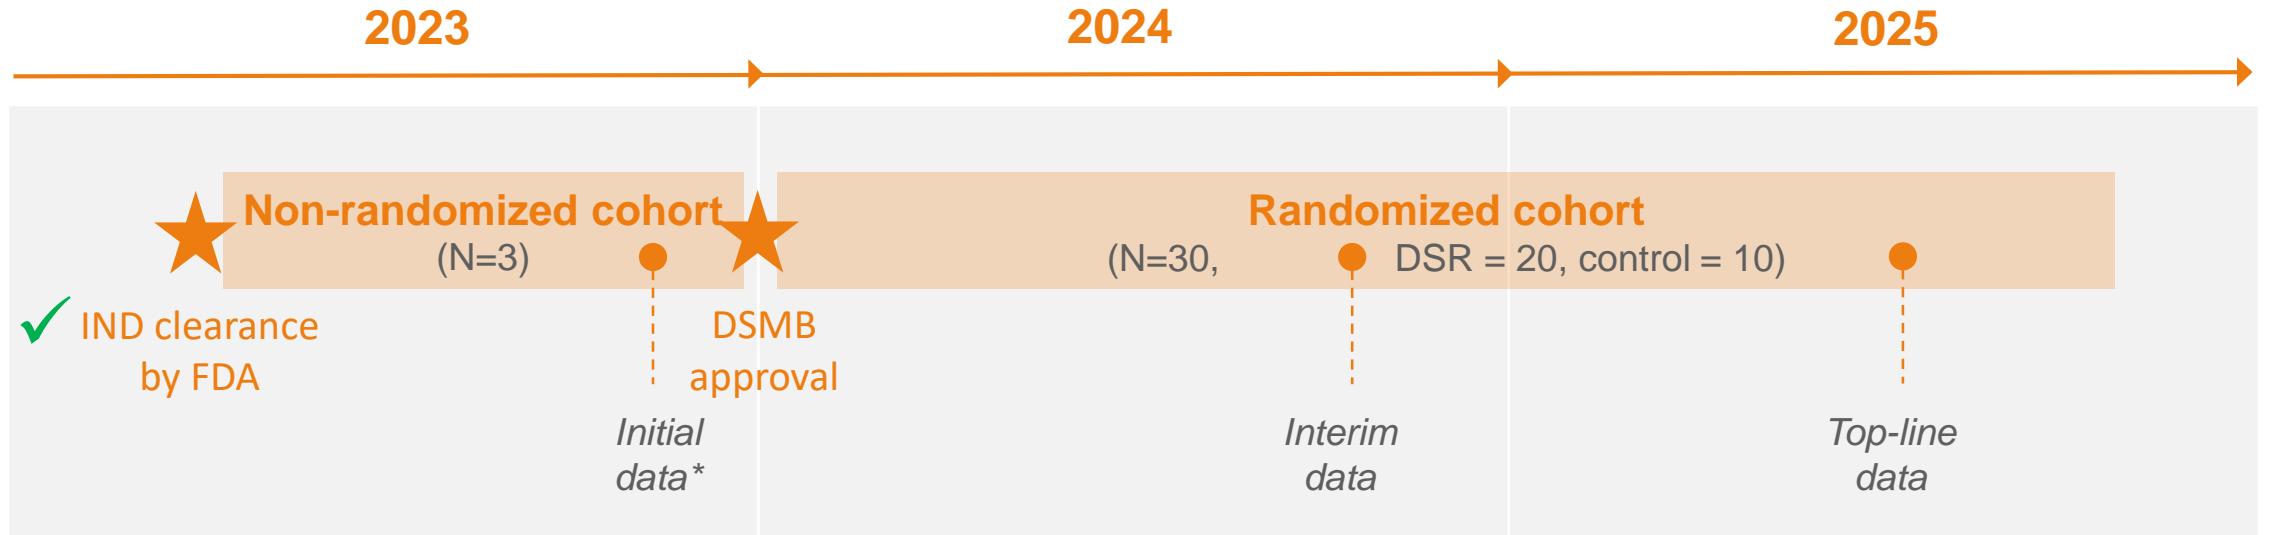 2023
2024
2025
Non-randomized cohort
(N=3)
Randomized cohort
(N=30, DSR = 20, control = 10)
IND clearance
by FDA
DSMB
approval
Initial
data*
Interim
data
Top-line
data